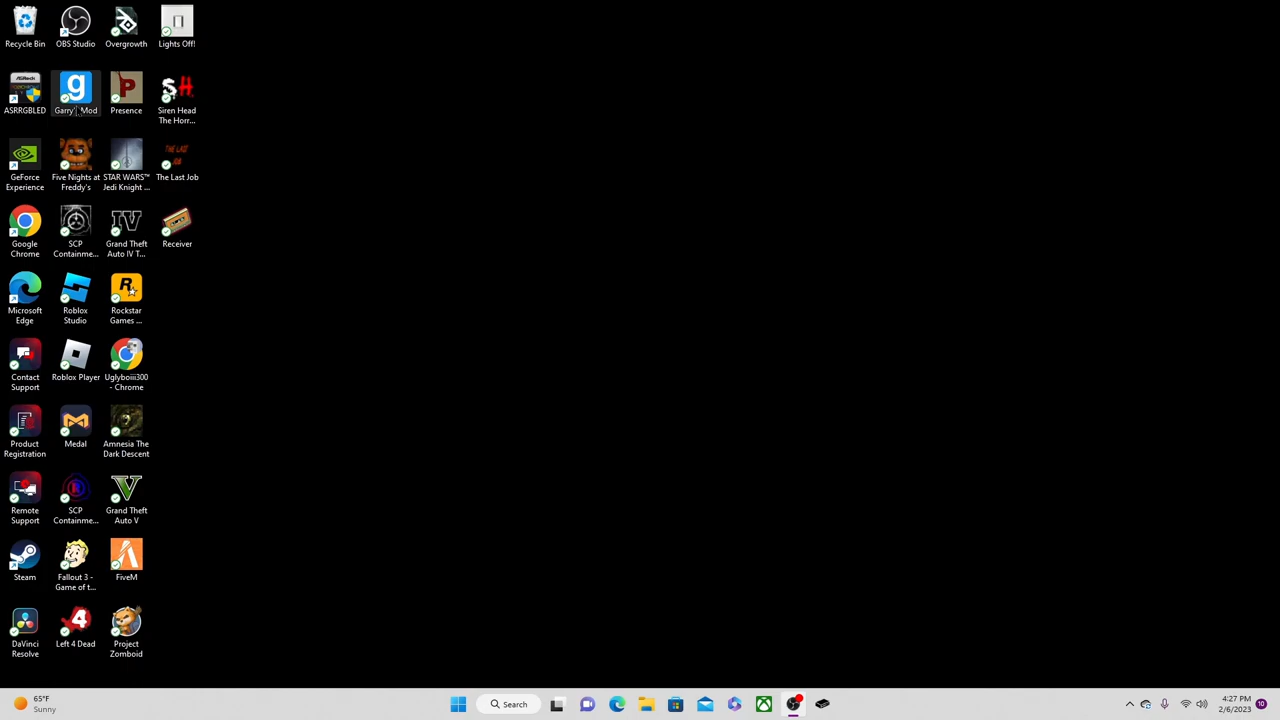 Recycle Bin
OBS Studio
Overgrowth
Lights Off!
ASRRGBLED
Garry's Mod
Presence
Siren Head
The Horr...
GeForce
Experience
Five Nights at
Freddy's
STAR WARS™
Jedi Knight ...
The Last Job
Google
Chrome
SCP
Containme...
Grand Theft
Auto IV T...
Receiver
Microsoft
Edge
Roblox
Studio
Rockstar
Games ...
Contact
Support
Roblox Player
Uglyboiii300
- Chrome
Product
Registration
Medal
Amnesia The
Dark Descent
Remote
Support
SCP
Containme...
Grand Theft
Auto V
Steam
Fallout 3 -
Game of t...
FiveM
DaVinci
Resolve
Left 4 Dead
Project
Zomboid
65°F
Sunny
Search
4:27 PM
2/6/2023
10